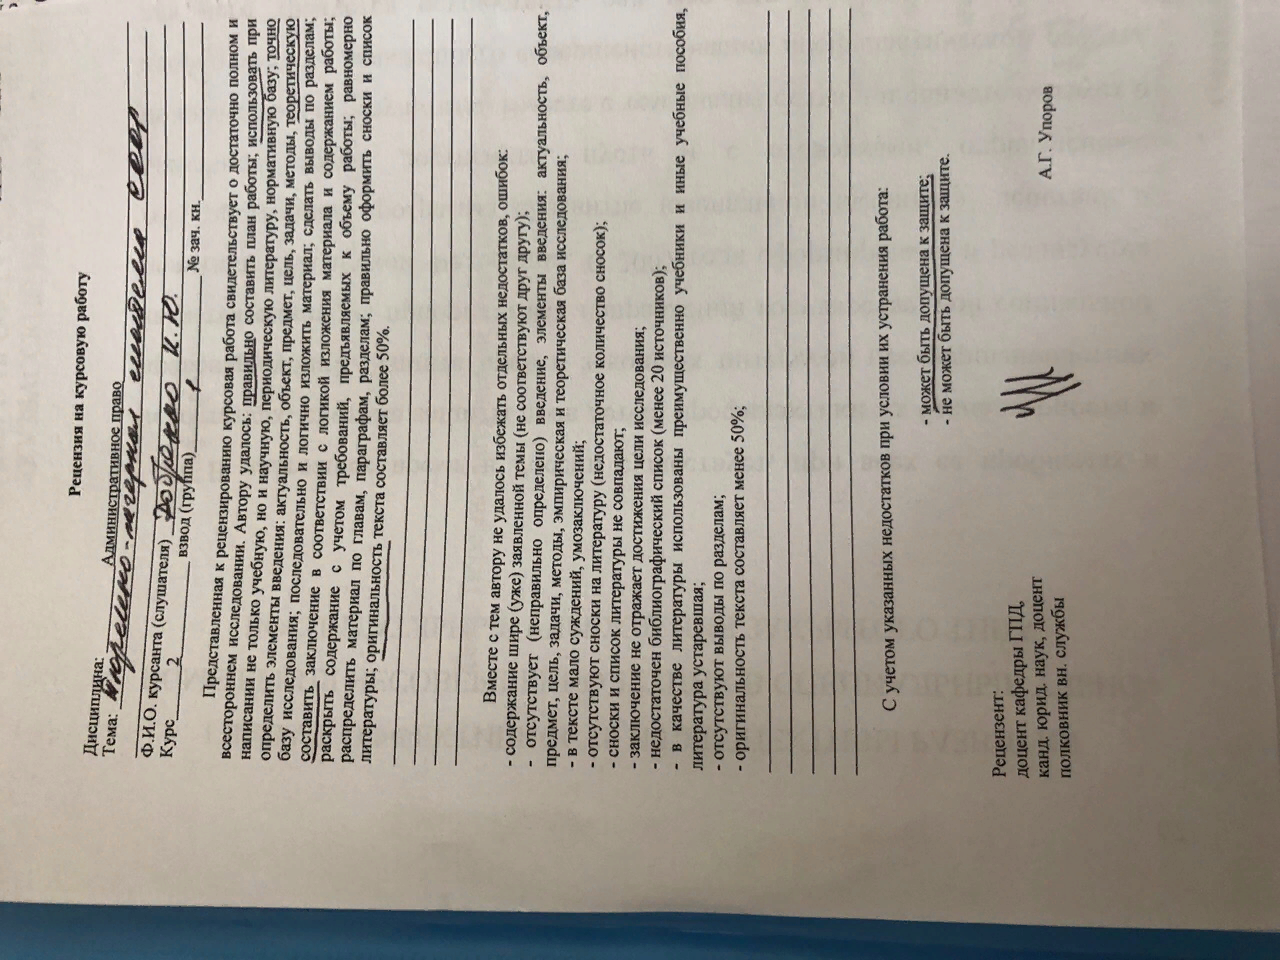 Рецензия на курсовую работу
Дисциплина: Административное право
Тема: Тюремно-лагерная система СССР
Ф.И.О. курсанта (слушателя) И.Ю.
Курс 2 взвод (группа) № зач. кн.
Представленная к рецензированию курсовая работа свидетельствует о достаточно полном и
всестороннем исследовании. Автору удалось: правильно составить план работы; использовать при
написании не только учебную, но и научную, периодическую литературу, нормативную базу; точно
определить элементы введения: актуальность, объект, предмет, цель, задачи, методы, теоретическую
базу исследования; последовательно и логично изложить материал; сделать выводы по разделам;
составить заключение в соответствии с логикой изложения материала и содержанием работы;
раскрыть содержание с учетом требований, предъявляемых к объему работы; равномерно
распределить материал по главам, параграфам, разделам; правильно оформить сноски и список
литературы; оригинальность текста составляет более 50%.
Вместе с тем автору не удалось избежать отдельных недостатков, ошибок:
- содержание шире (уже) заявленной темы (не соответствуют друг другу);
- отсутствует (неправильно определено) введение, элементы введения: актуальность, объект,
предмет, цель, задачи, методы, эмпирическая теоретическая база исследования;
- в тексте мало суждений, умозаключений;
- отсутствуют сноски на литературу (недостаточное количество сносок);
- сноски и список литературы не совпадают;
- заключение не отражает достижения цели исследования;
- недостаточен библиографический список (менее 20 источников);
- в качестве литературы использованы преимущественно учебники и иные учебные пособия,
литература устаревшая;
- отсутствуют выводы по разделам;
- оригинальность текста составляет менее 50%;
С учетом указанных недостатков при условии их устранения работа:
- может быть допущена к защите;
- не может быть допущена к защите.
Рецензент:
доцент кафедры ГПД,
канд. юрид. наук, доцент
полковник вн. службы А.Г. Упоров